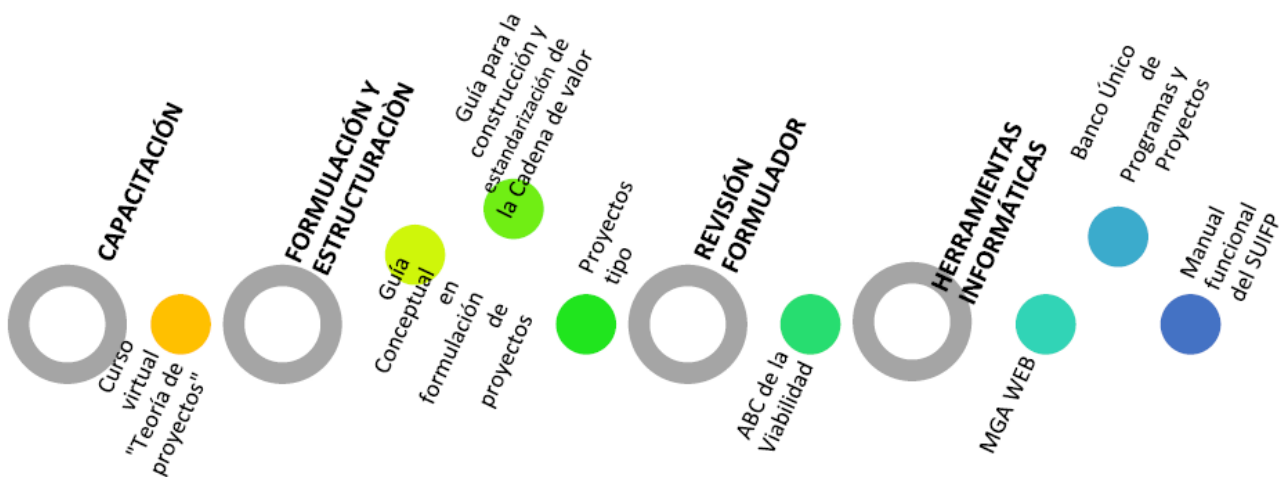 CAPACITACIÓN
Curso
virtual
"Teoría de
proyectos"
FORMULACIÓN Y
ESTRUCTURACIÒN
Guía
Conceptual
en
formulación
de
proyectos
Guía para la
construcción y
estandarización de
la Cadena de valor
Proyectos
tipo
REVISIÓN
FORMULADOR
ABC de la
Viabilidad
HERRAMIENTAS
INFORMÁTICAS
MGA WEB
Banco Único
de
Programas y
Proyectos
Manual
funcional
del SUIFP